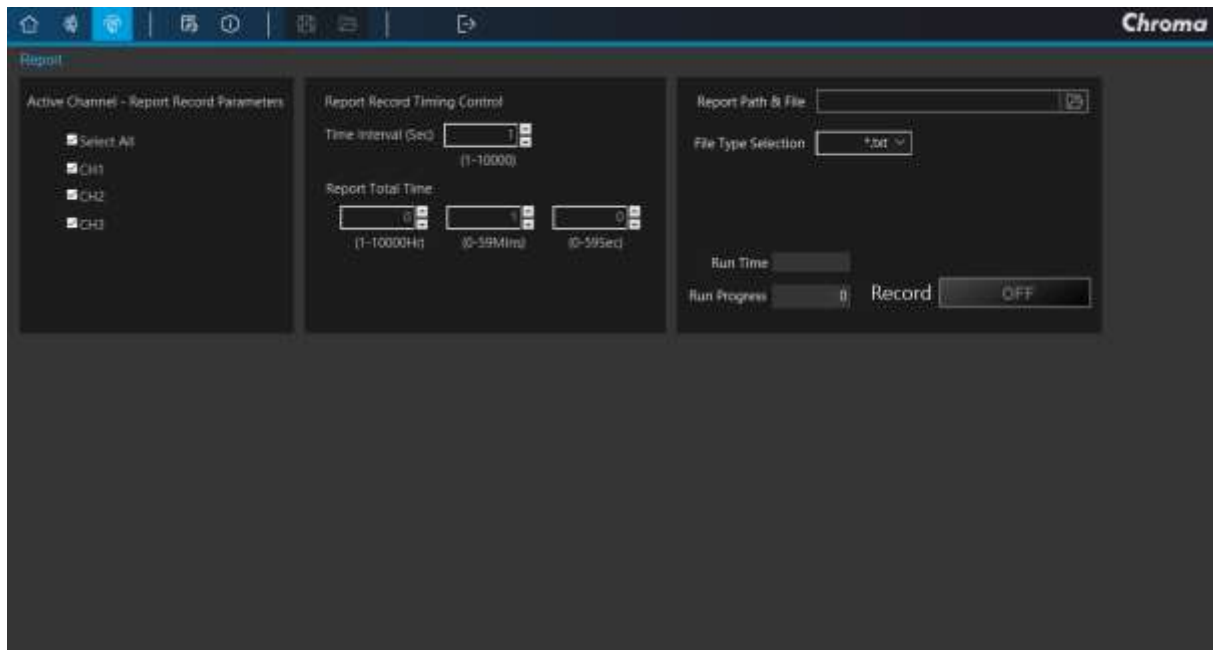 Chroma
Report
Active Channel - Report Record Parameters
Select All
CH1
CH2
CH3
Report Record Timing Control
Time Interval (Sec) 1
(1-10000)
Report Total Time
0 1 0
(1-10000Hr) (0-59Mins) (0-59Sec)
Report Path & File
File Type Selection *.txt
Run Time
Run Progress 0 Record OFF